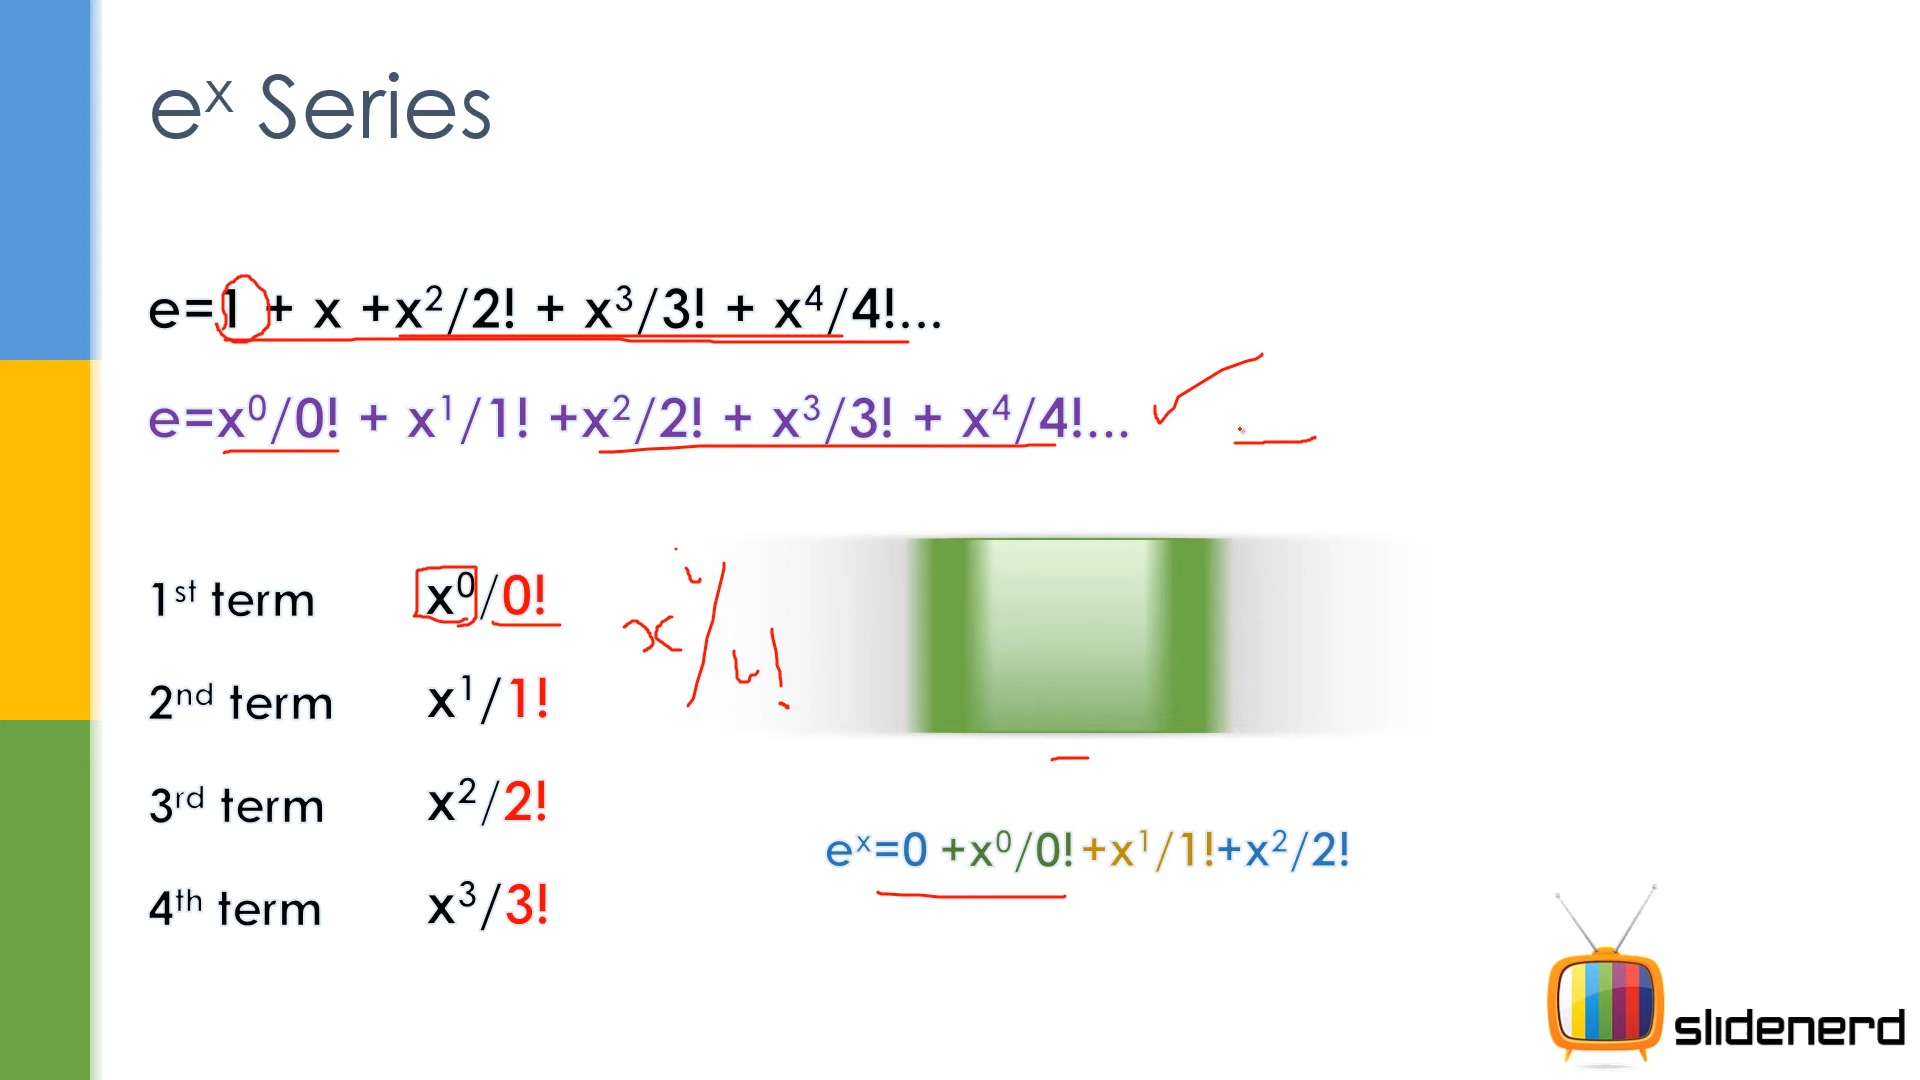 eˣ Series
e=1 + x +x²/2! + x³/3! + x⁴/4!...
e=x⁰/0! + x¹/1! +x²/2! + x³/3! + x⁴/4!...
1ˢᵗ term x⁰/0!
xⁱ/i!
2ⁿᵈ term x¹/1!
3ʳᵈ term x²/2!
eˣ=0 +x⁰/0! +x¹/1!+x²/2!
4ᵗʰ term x³/3!
slidenerd